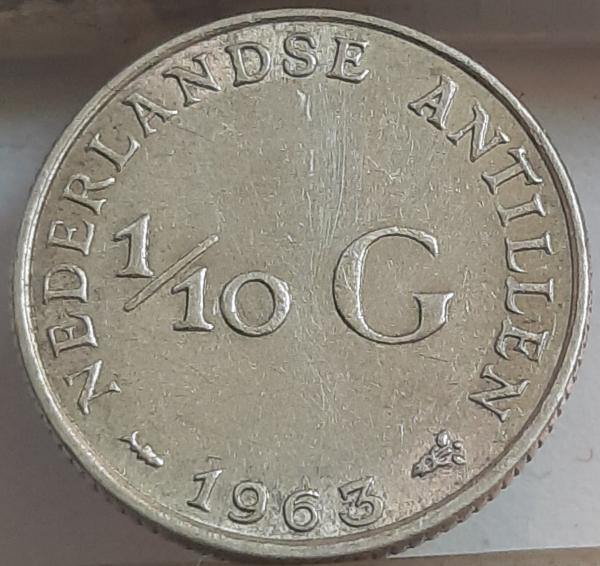 NEDERLANDSE ANTILLEN
1/10 G
1963